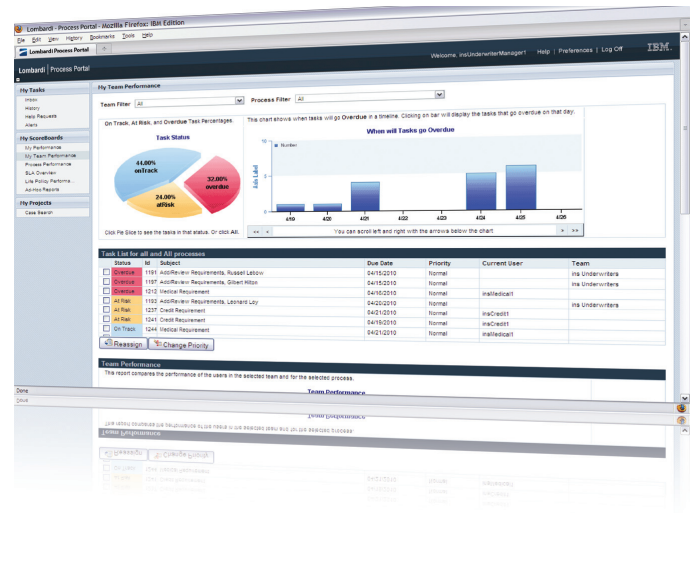 Lombardi - Process Portal - Mozilla Firefox: IBM Edition
File Edit View History Bookmarks Tools Help
Lombardi Process Portal
Lombardi Process Portal
Welcome, insUnderwriterManager1 Help | Preferences | Log Off IBM.
My Tasks
Inbox
History
Help Requests
Alerts
My ScoreBoards
My Performance
My Team Performance
Process Performance
SLA Overview
Life Policy Performa...
Ad-Hoc Reports
My Projects
Case Search
My Team Performance
Team Filter All Process Filter All
On Track, At Risk, and Overdue Task Percentages.
Task Status
44.00%
onTrack
32.00%
overdue
24.00%
atRisk
Click Pie Slice to see the tasks in that status. Or click All.
This chart shows when tasks will go Overdue in a timeline. Clicking on bar will display the tasks that go overdue on that day.
When will Tasks go Overdue
Number
Axis Label
10
5
0
4/19 4/20 4/21 4/22 4/23 4/24 4/25 4/26
<< < You can scroll left and right with the arrows below the chart > >>
Task List for all and All processes
Status Id Subject Due Date Priority Current User Team
Overdue 1191 Add/Review Requirements, Russel Lebow 04/15/2010 Normal ins Underwriters
Overdue 1197 Add/Review Requirements, Gilbert Hilton 04/15/2010 Normal ins Underwriters
Overdue 1212 Medical Requirement 04/16/2010 Normal insMedical1
At Risk 1193 Add/Review Requirements, Leonard Loy 04/20/2010 Normal ins Underwriters
At Risk 1237 Credit Requirement 04/21/2010 Normal insCredit1
At Risk 1241 Credit Requirement 04/19/2010 Normal insCredit1
On Track 1244 Medical Requirement 04/21/2010 Normal insMedical1
Reassign Change Priority
Team Performance
This report compares the performance of the users in the selected team and for the selected process.
Team Performance
Done